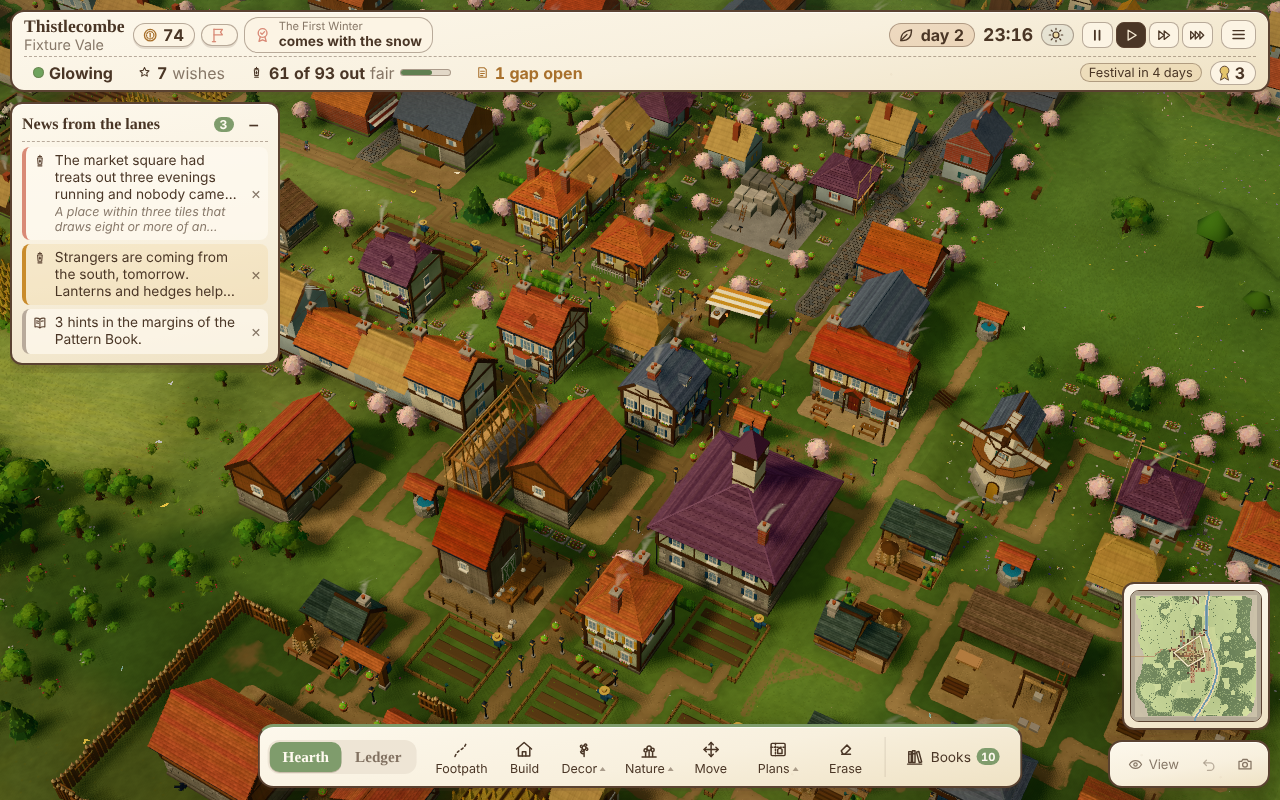 Thistlecombe
Fixture Vale
74
The First Winter
comes with the snow
day 2
23:16
Glowing
7 wishes
61 of 93 out fair
1 gap open
Festival in 4 days
3
News from the lanes
3
The market square had
treats out three evenings
running and nobody came...
A place within three tiles that
draws eight or more of an...
Strangers are coming from
the south, tomorrow.
Lanterns and hedges help...
3 hints in the margins of the
Pattern Book.
N
Hearth
Ledger
Footpath
Build
Decor
Nature
Move
Plans
Erase
Books 10
View